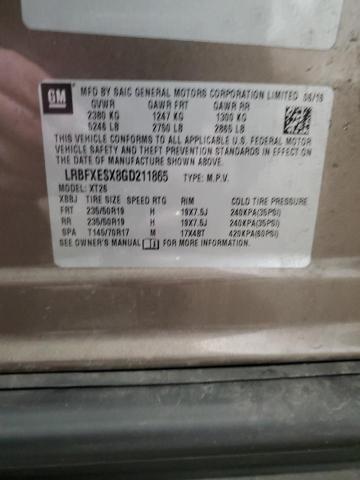 GM
MFD BY SAIC GENERAL MOTORS CORPORATION LIMITED 06/16
GVWR GAWR FRT GAWR RR
2380 KG 1247 KG 1300 KG
5246 LB 2750 LB 2865 LB
THIS VEHICLE CONFORMS TO ALL APPLICABLE U.S. FEDERAL MOTOR
VEHICLE SAFETY, BUMPER, AND THEFT PREVENTION STANDARDS IN
EFFECT ON THE DATE OF MANUFACTURE SHOWN ABOVE.
LRBFXESX8GD211865 TYPE: M.P.V.
MODEL: XT26
XBBJ TIRE SIZE SPEED RTG RIM COLD TIRE PRESSURE
FRT 235/50R19 H 19X7.5J 240KPA(35PSI)
RR 235/50R19 H 19X7.5J 240KPA(35PSI)
SPA T145/70R17 M 17X4BT 420KPA(60PSI)
SEE OWNER'S MANUAL FOR MORE INFORMATION.